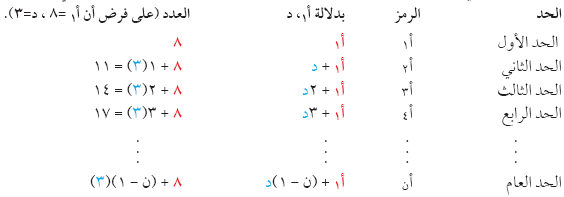 الحد الرمز بدلالة أ١، د العدد (على فرض أن أ١ =٨ ، د=٣).
الحد الأول أ١ أ١ ٨
الحد الثاني أ٢ أ١ + د ٨ + ١(٣) = ١١
الحد الثالث أ٣ أ١ + ٢د ٨ + ٢(٣) = ١٤
الحد الرابع أ٤ أ١ + ٣د ٨ + ٣(٣) = ١٧
⋮ ⋮ ⋮ ⋮
الحد العام أن أ١ + (ن – ١)د ٨ + (ن – ١)(٣)